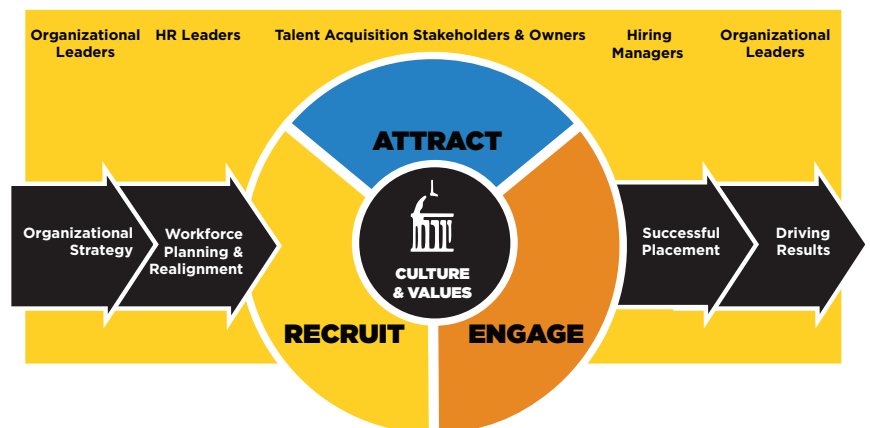 Organizational
Leaders
HR Leaders
Talent Acquisition Stakeholders & Owners
Hiring
Managers
Organizational
Leaders
ATTRACT
Organizational
Strategy
Workforce
Planning &
Realignment
CULTURE
& VALUES
Successful
Placement
Driving
Results
RECRUIT
ENGAGE